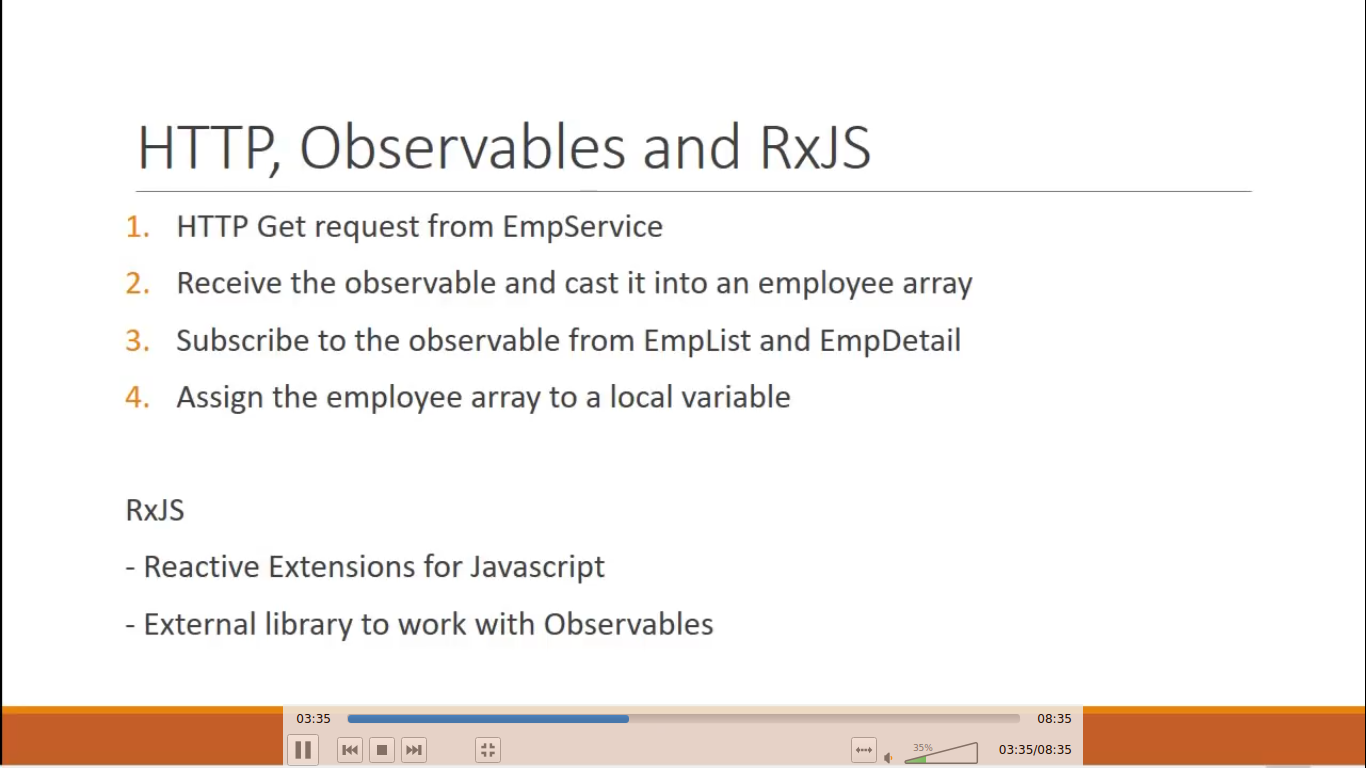 HTTP, Observables and RxJS
1. HTTP Get request from EmpService
2. Receive the observable and cast it into an employee array
3. Subscribe to the observable from EmpList and EmpDetail
4. Assign the employee array to a local variable
RxJS
- Reactive Extensions for Javascript
- External library to work with Observables
03:35 08:35
35% 03:35/08:35